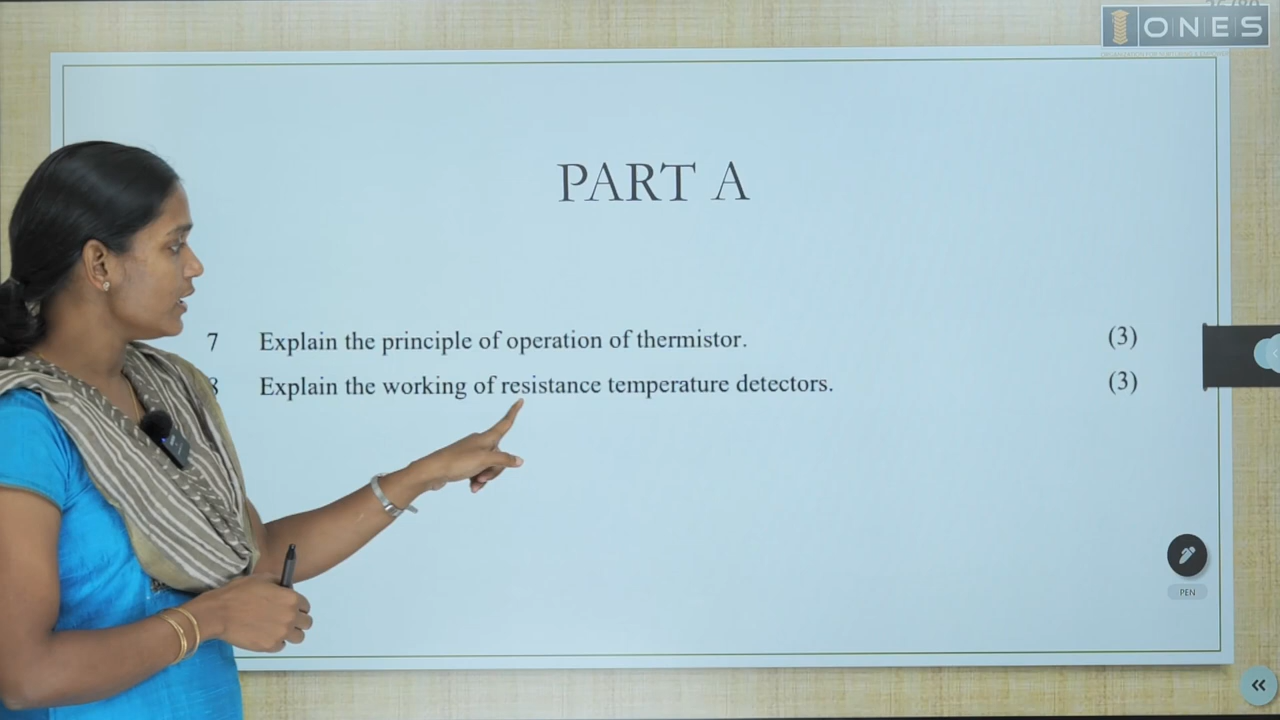 ONES
PART A
7 Explain the principle of operation of thermistor. (3)
8 Explain the working of resistance temperature detectors. (3)
PEN